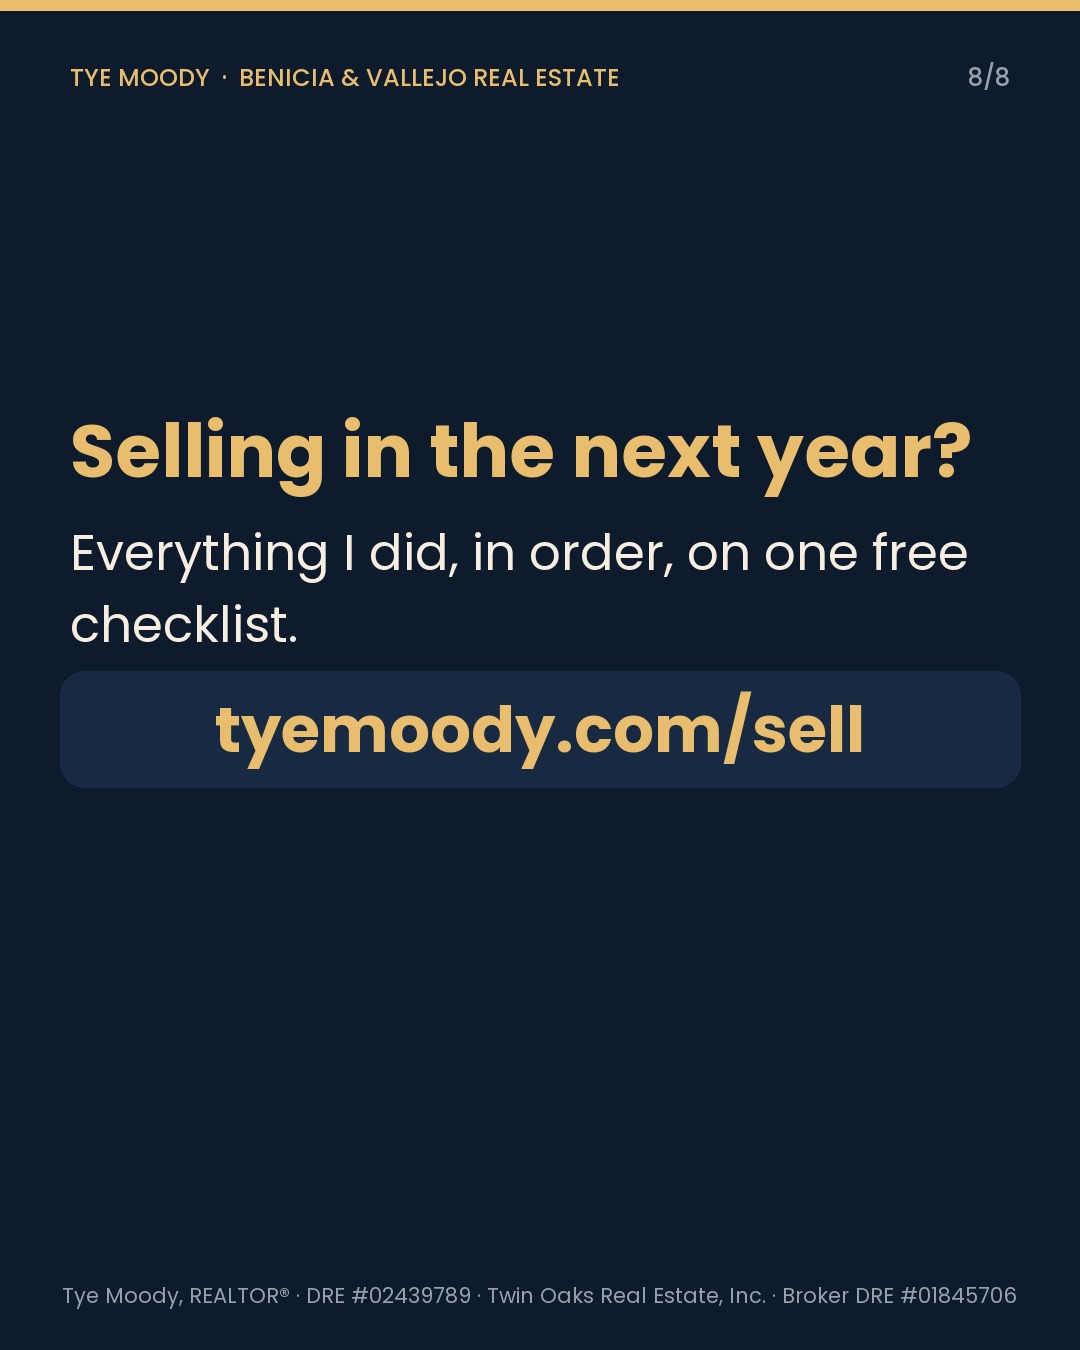 TYE MOODY · BENICIA & VALLEJO REAL ESTATE
8/8
Selling in the next year?
Everything I did, in order, on one free
checklist.
tyemoody.com/sell
Tye Moody, REALTOR® · DRE #02439789 · Twin Oaks Real Estate, Inc. · Broker DRE #01845706